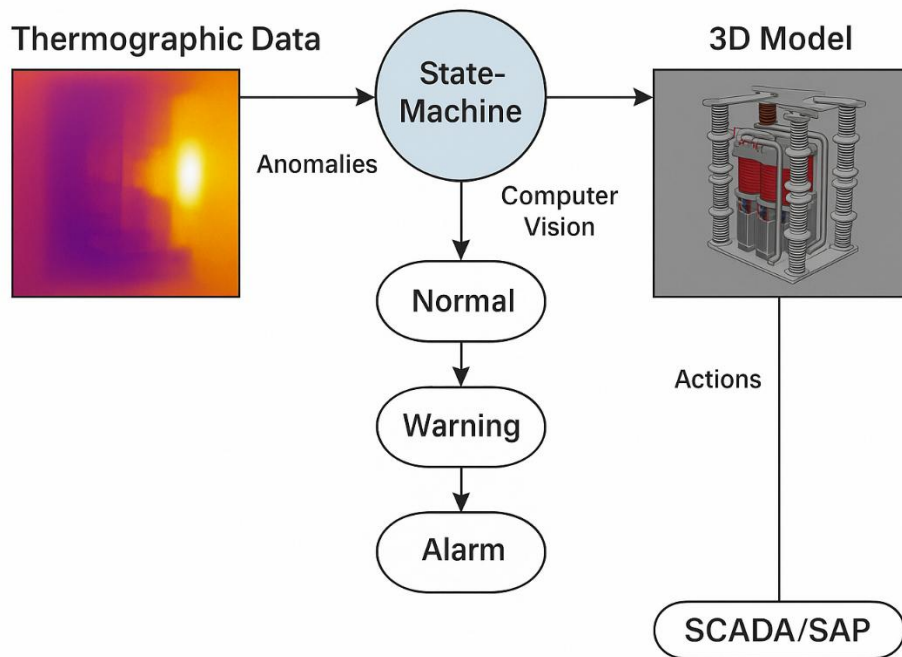 Thermographic Data
State-
Machine
3D Model
Anomalies
Computer
Vision
Normal
Warning
Alarm
Actions
SCADA/SAP